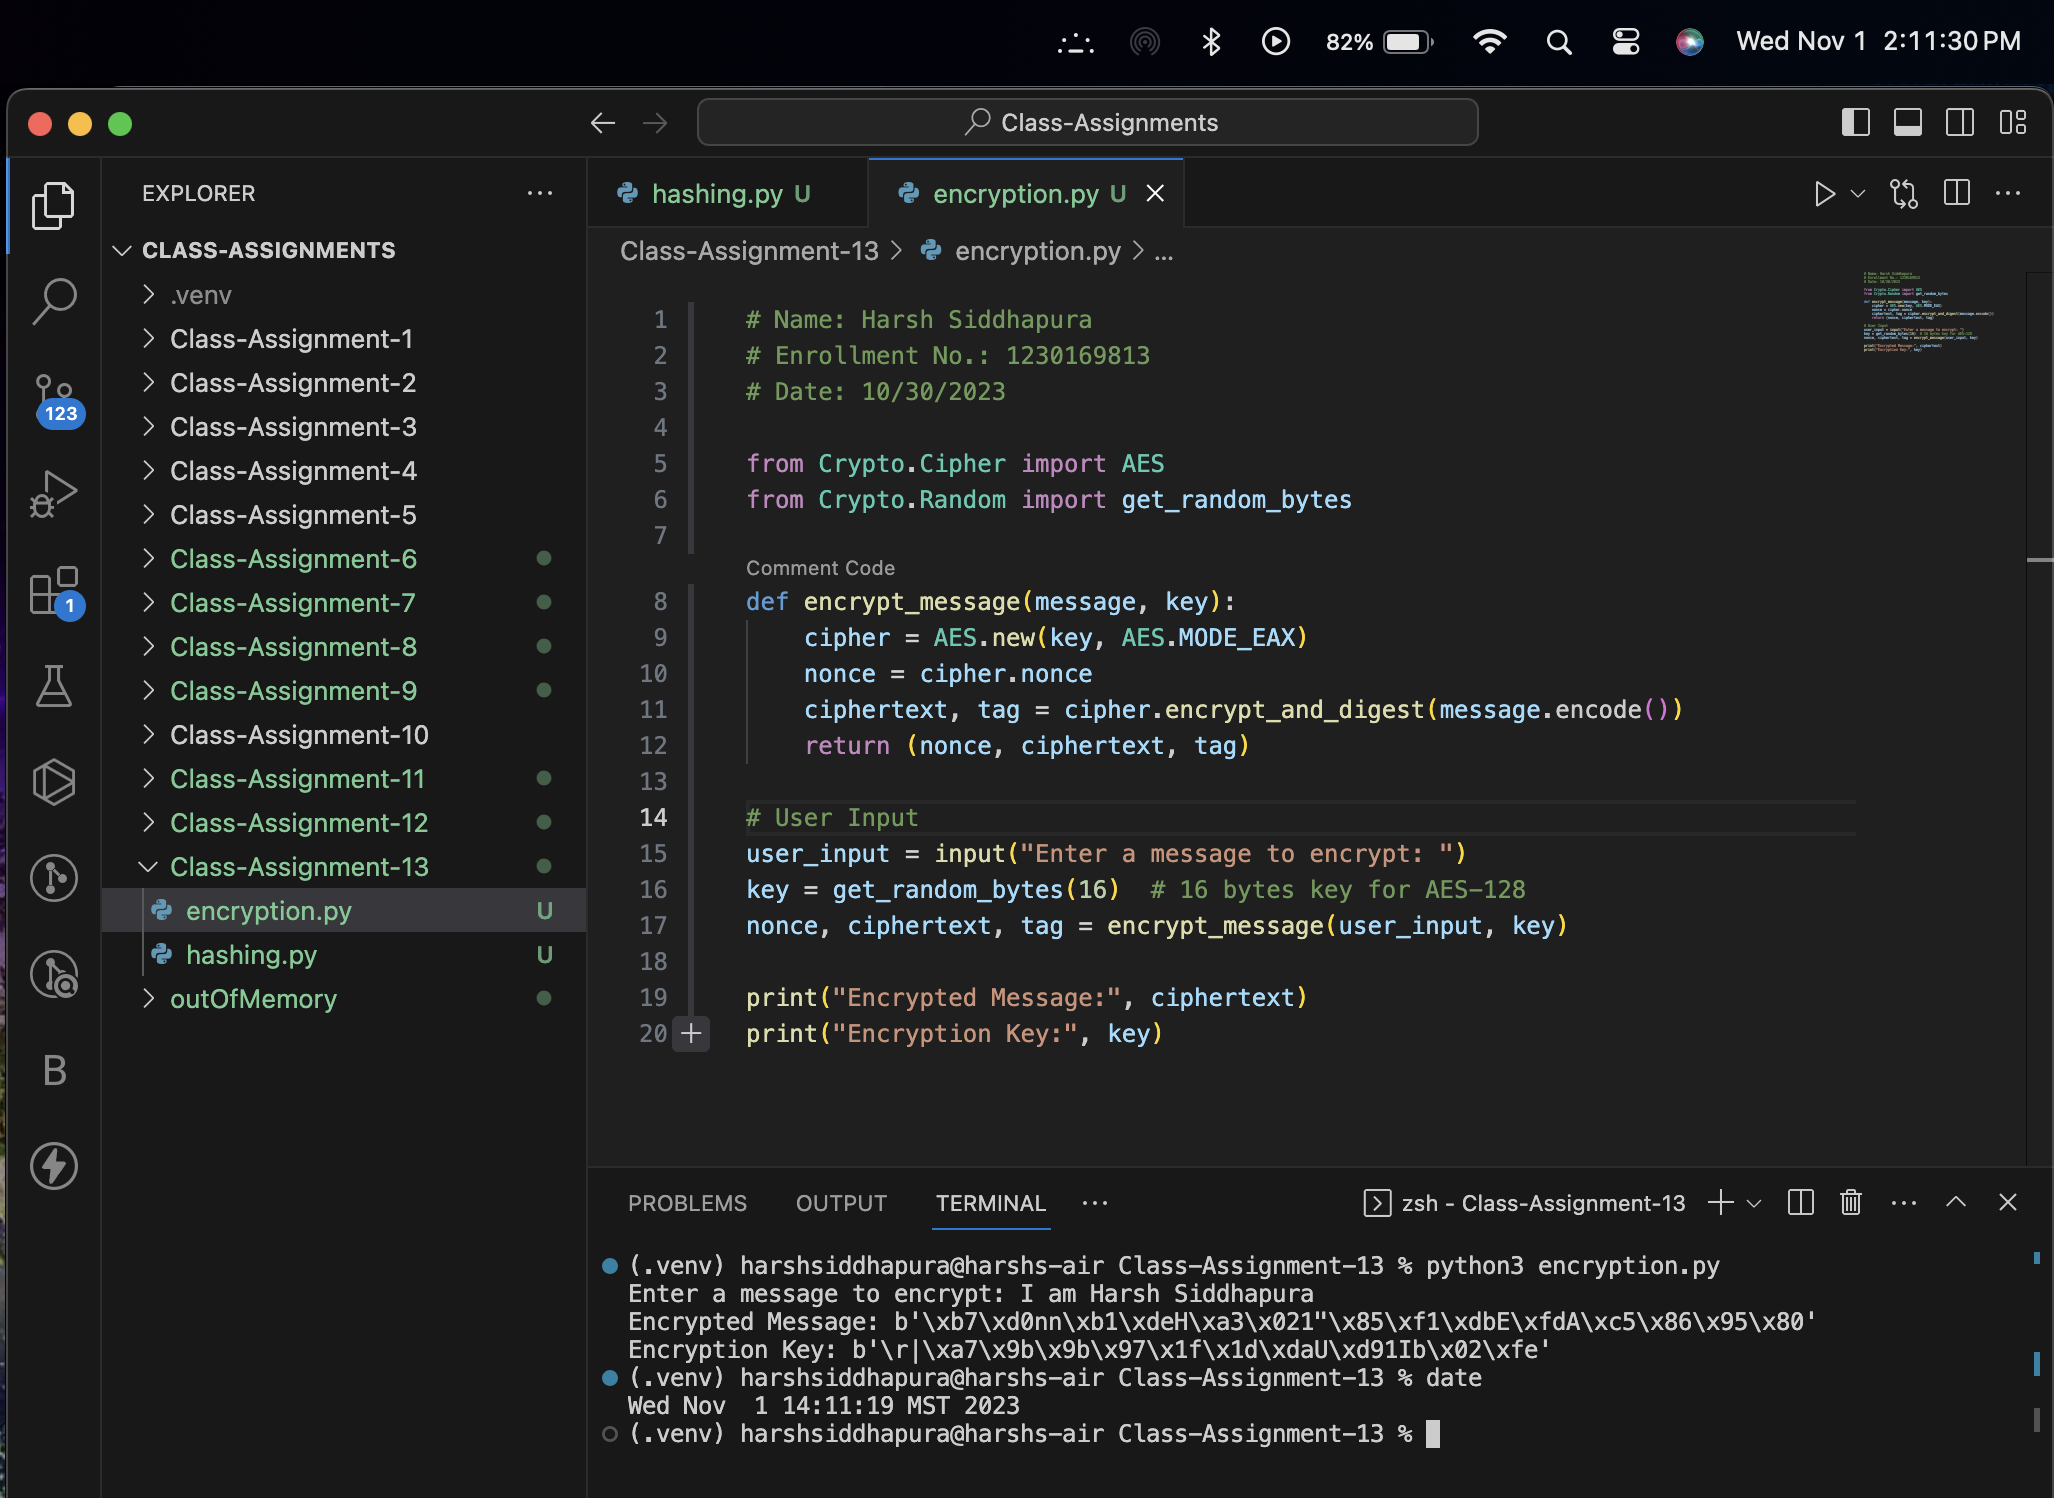 82%
Wed Nov 1 2:11:30 PM
Class-Assignments
EXPLORER
CLASS-ASSIGNMENTS
.venv
Class-Assignment-1
Class-Assignment-2
Class-Assignment-3
Class-Assignment-4
Class-Assignment-5
Class-Assignment-6
Class-Assignment-7
Class-Assignment-8
Class-Assignment-9
Class-Assignment-10
Class-Assignment-11
Class-Assignment-12
Class-Assignment-13
encryption.py U
hashing.py U
outOfMemory
123
1
B
hashing.py U
encryption.py U
Class-Assignment-13 > encryption.py > ...
1 # Name: Harsh Siddhapura
2 # Enrollment No.: 1230169813
3 # Date: 10/30/2023
4
5 from Crypto.Cipher import AES
6 from Crypto.Random import get_random_bytes
7
Comment Code
8 def encrypt_message(message, key):
9 cipher = AES.new(key, AES.MODE_EAX)
10 nonce = cipher.nonce
11 ciphertext, tag = cipher.encrypt_and_digest(message.encode())
12 return (nonce, ciphertext, tag)
13
14 # User Input
15 user_input = input("Enter a message to encrypt: ")
16 key = get_random_bytes(16)  # 16 bytes key for AES-128
17 nonce, ciphertext, tag = encrypt_message(user_input, key)
18
19 print("Encrypted Message:", ciphertext)
20 print("Encryption Key:", key)
PROBLEMS OUTPUT TERMINAL ...
zsh - Class-Assignment-13
(.venv) harshsiddhapura@harshs-air Class-Assignment-13 % python3 encryption.py
Enter a message to encrypt: I am Harsh Siddhapura
Encrypted Message: b'\xb7\xd0nn\xb1\xdeH\xa3\x021"\x85\xf1\xdbE\xfdA\xc5\x86\x95\x80'
Encryption Key: b'\r|\xa7\x9b\x9b\x97\x1f\x1d\xdaU\xd91Ib\x02\xfe'
(.venv) harshsiddhapura@harshs-air Class-Assignment-13 % date
Wed Nov  1 14:11:19 MST 2023
(.venv) harshsiddhapura@harshs-air Class-Assignment-13 %